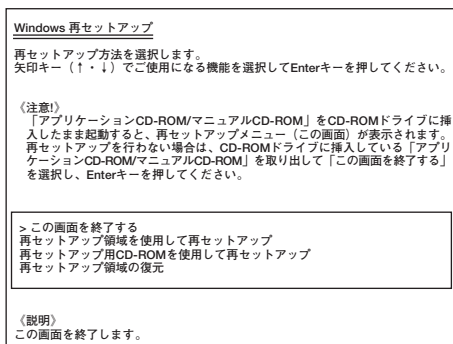 Windows 再セットアップ
再セットアップ方法を選択します。
矢印キー（↑・↓）でご使用になる機能を選択してEnterキーを押してください。
《注意!》
「アプリケーションCD-ROM/マニュアルCD-ROM」をCD-ROMドライブに挿
入したまま起動すると、再セットアップメニュー（この画面）が表示されます。
再セットアップを行わない場合は、CD-ROMドライブに挿入している「アプリ
ケーションCD-ROM/マニュアルCD-ROM」を取り出して「この画面を終了する」
を選択し、Enterキーを押してください。
> この画面を終了する
再セットアップ領域を使用して再セットアップ
再セットアップ用CD-ROMを使用して再セットアップ
再セットアップ領域の復元
《説明》
この画面を終了します。